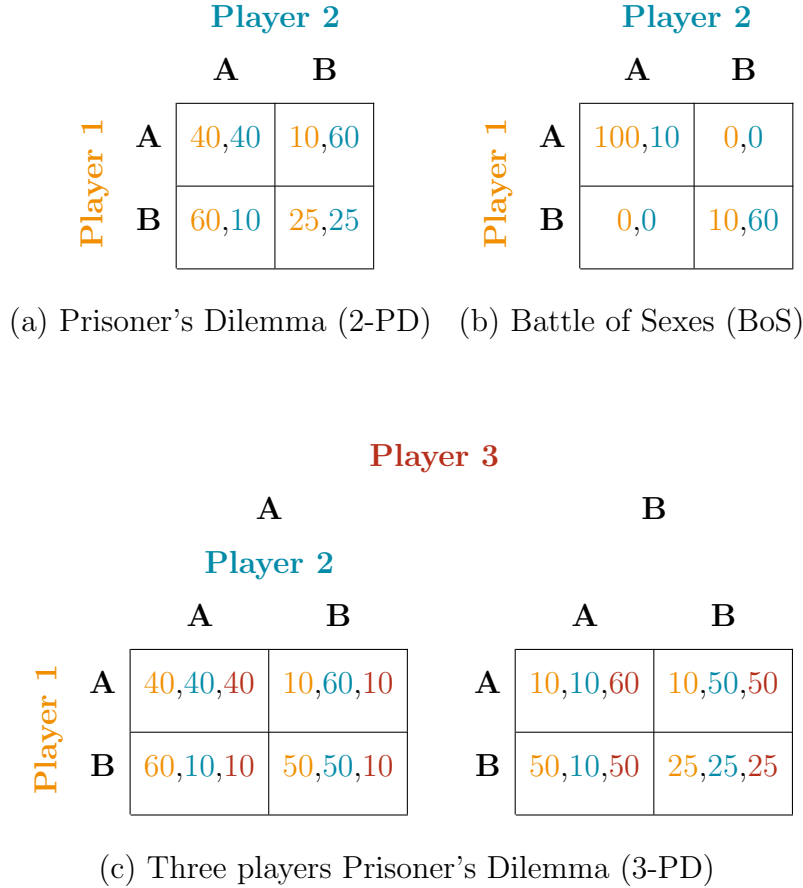 Player 2 Player 2
A B A B
Player 1 A 40,40 10,60 Player 1 A 100,10 0,0
B 60,10 25,25 B 0,0 10,60
(a) Prisoner's Dilemma (2-PD) (b) Battle of Sexes (BoS)
Player 3
A B
Player 2
A B A B
Player 1 A 40,40,40 10,60,10 A 10,10,60 10,50,50
B 60,10,10 50,50,10 B 50,10,50 25,25,25
(c) Three players Prisoner's Dilemma (3-PD)